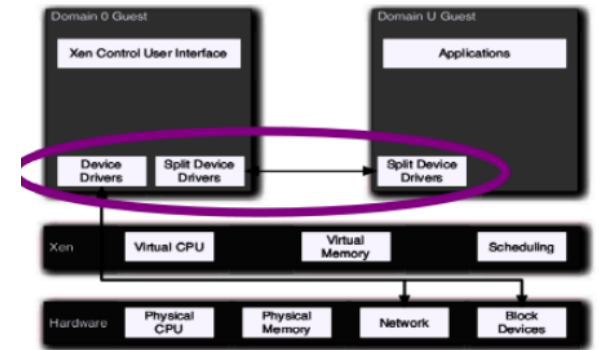 Domain 0 Guest
Domain U Guest
Xen Control User Interface
Applications
Device
Drivers
Split Device
Drivers
Split Device
Drivers
Xen
Virtual CPU
Virtual
Memory
Scheduling
Hardware
Physical
CPU
Physical
Memory
Network
Block
Devices